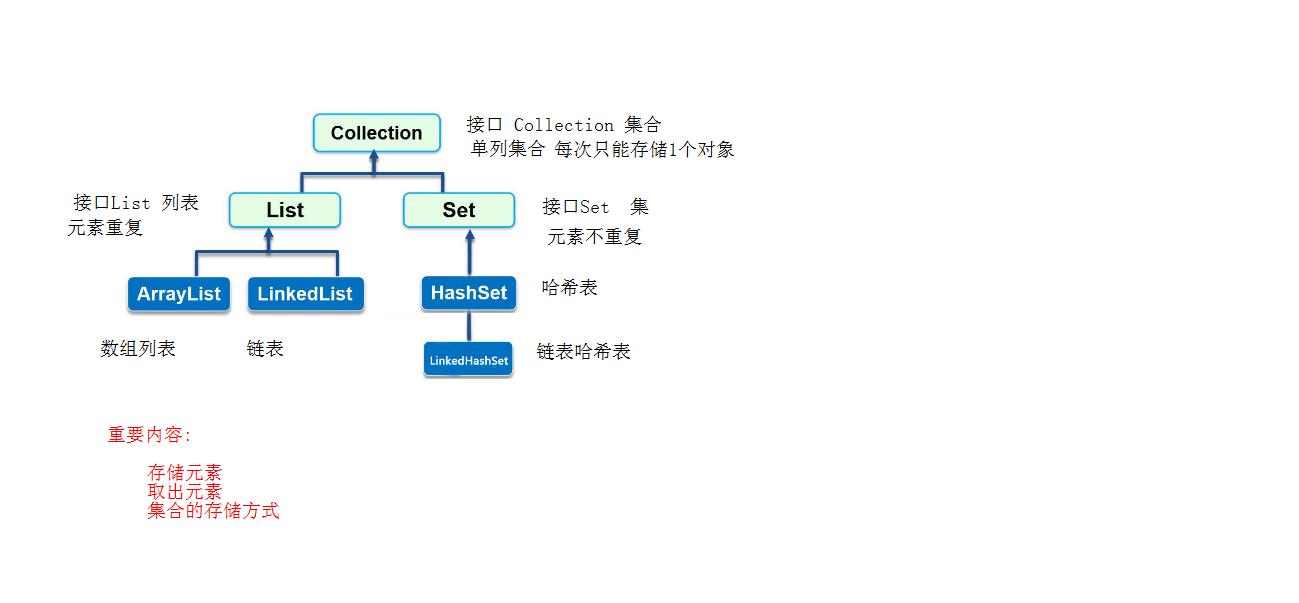 Collection
接口 Collection 集合
单列集合 每次只能存储1个对象
接口List 列表
元素重复
List
Set
接口Set 集
元素不重复
ArrayList
LinkedList
HashSet
哈希表
数组列表
链表
LinkedHashSet
链表哈希表
重要内容:
存储元素
取出元素
集合的存储方式